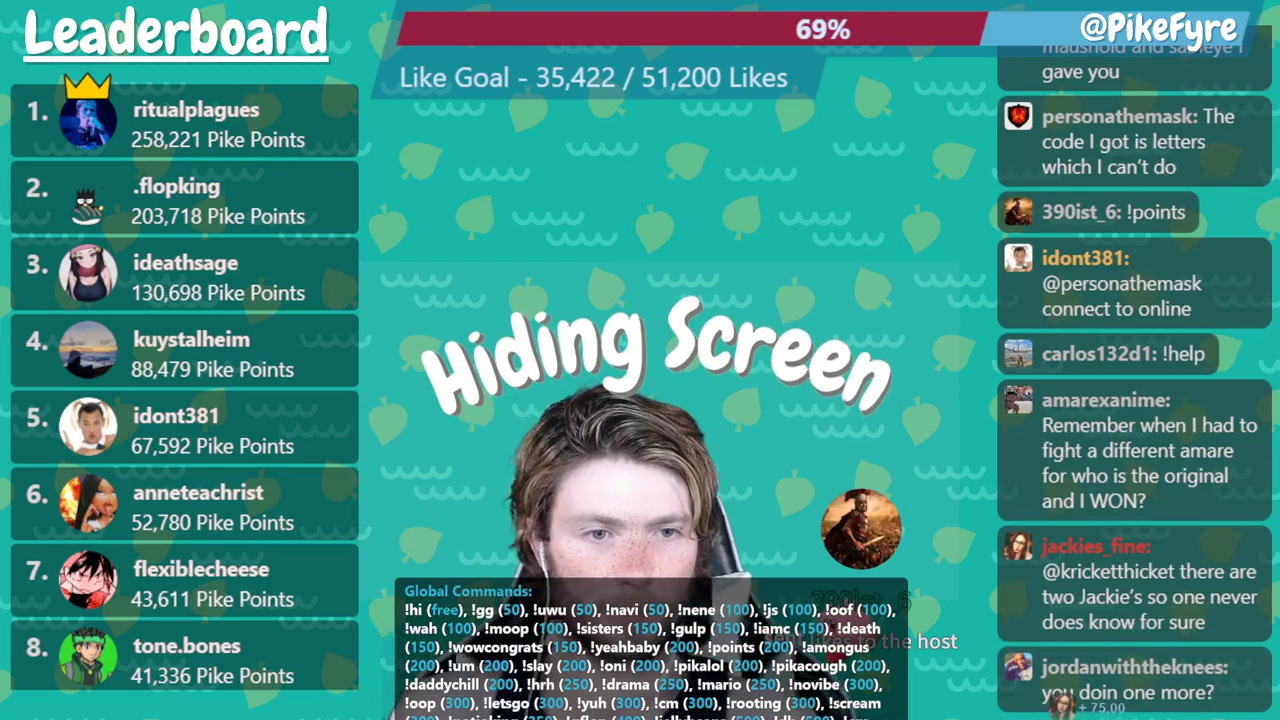 Leaderboard
1. ritualplagues
258,221 Pike Points
2. .flopking
203,718 Pike Points
3. ideathsage
130,698 Pike Points
4. kuystalheim
88,479 Pike Points
5. idont381
67,592 Pike Points
6. anneteachrist
52,780 Pike Points
7. flexiblecheese
43,611 Pike Points
8. tone.bones
41,336 Pike Points
69%
Like Goal - 35,422 / 51,200 Likes
Hiding Screen
390ist_6
to the host
Global Commands:
!hi (free), !gg (50), !uwu (50), !navi (50), !nene (100), !js (100), !oof (100),
!wah (100), !moop (100), !sisters (150), !gulp (150), !iamc (150), !death
(150), !wowcongrats (150), !yeahbaby (200), !points (200), !amongus
(200), !um (200), !slay (200), !oni (200), !pikalol (200), !pikacough (200),
!daddychill (200), !hrh (250), !drama (250), !mario (250), !novibe (300),
!oop (300), !letsgo (300), !yuh (300), !cm (300), !rooting (300), !scream
@PikeFyre
gave you
personathemask: The
code I got is letters
which I can't do
390ist_6: !points
idont381:
@personathemask
connect to online
carlos132d1: !help
amarexanime:
Remember when I had to
fight a different amare
for who is the original
and I WON?
jackies_fine:
@kricketthicket there are
two Jackie's so one never
does know for sure
jordanwiththeknees:
you doin one more?
+ 75.00